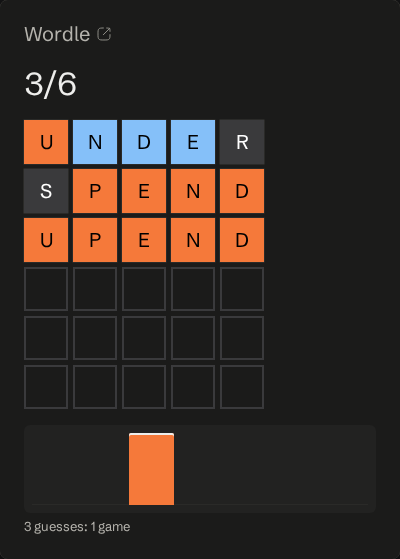 Wordle
3/6
U N D E R
S P E N D
U P E N D
3 guesses: 1 game